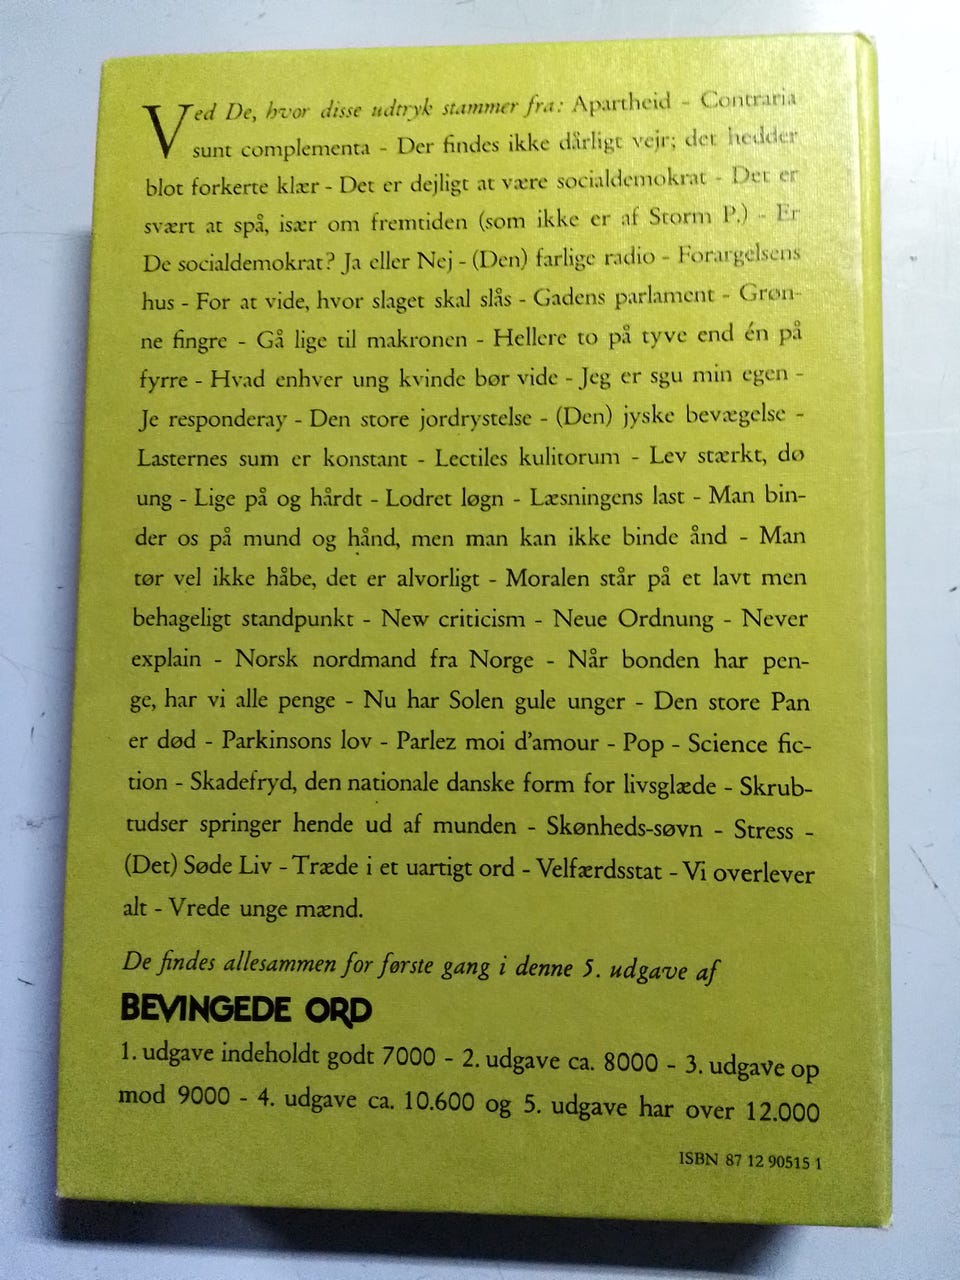 Ved De, hvor disse udtryk stammer fra: Apartheid - Contraria
sunt complementa - Der findes ikke dårligt vejr; det hedder
blot forkerte klær - Det er dejligt at være socialdemokrat - Det er
svært at spå, især om fremtiden (som ikke er af Storm P.) - Er
De socialdemokrat? Ja eller Nej - (Den) farlige radio - Forargelsens
hus - For at vide, hvor slaget skal slås - Gadens parlament - Grøn-
ne fingre - Gå lige til makronen - Hellere to på tyve end én på
fyrre - Hvad enhver ung kvinde bør vide - Jeg er sgu min egen -
Je responderay - Den store jordrystelse - (Den) jyske bevægelse -
Lasternes sum er konstant - Lectiles kulitorum - Lev stærkt, dø
ung - Lige på og hårdt - Lodret løgn - Læsningens last - Man bin-
der os på mund og hånd, men man kan ikke binde ånd - Man
tør vel ikke håbe, det er alvorligt - Moralen står på et lavt men
behageligt standpunkt - New criticism - Neue Ordnung - Never
explain - Norsk nordmand fra Norge - Når bonden har pen-
ge, har vi alle penge - Nu har Solen gule unger - Den store Pan
er død - Parkinsons lov - Parlez moi d'amour - Pop - Science fic-
tion - Skadefryd, den nationale danske form for livsglæde - Skrub-
tudser springer hende ud af munden - Skønheds-søvn - Stress -
(Det) Søde Liv - Træde i et uartigt ord - Velfærdsstat - Vi overlever
alt - Vrede unge mænd.
De findes allesammen for første gang i denne 5. udgave af
BEVINGEDE ORD
1. udgave indeholdt godt 7000 - 2. udgave ca. 8000 - 3. udgave op
mod 9000 - 4. udgave ca. 10.600 og 5. udgave har over 12.000
ISBN 87 12 90515 1